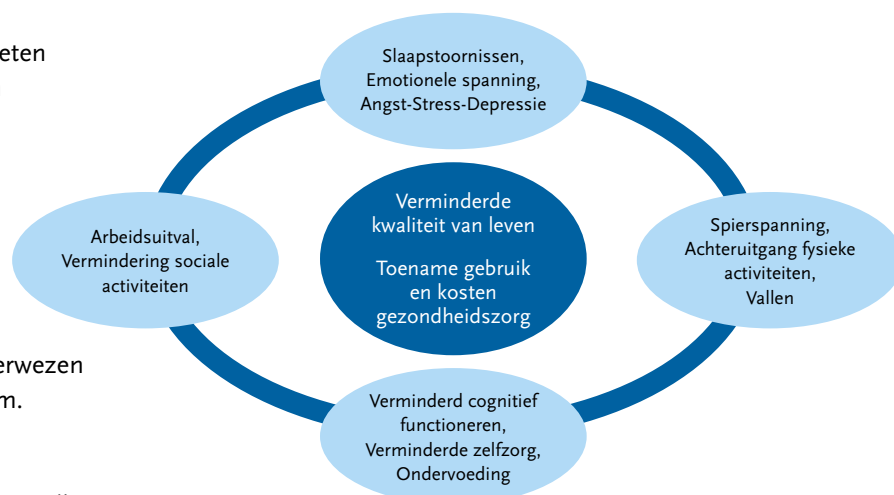 eten
Slaapstoornissen,
Emotionele spanning,
Angst-Stress-Depressie
Verminderde
kwaliteit van leven
Toename gebruik
en kosten
gezondheidszorg
Arbeidsuitval,
Vermindering sociale
activiteiten
Spierspanning,
Achteruitgang fysieke
activiteiten,
Vallen
erwezen
m.
Verminderd cognitief
functioneren,
Verminderde zelfzorg,
Ondervoeding